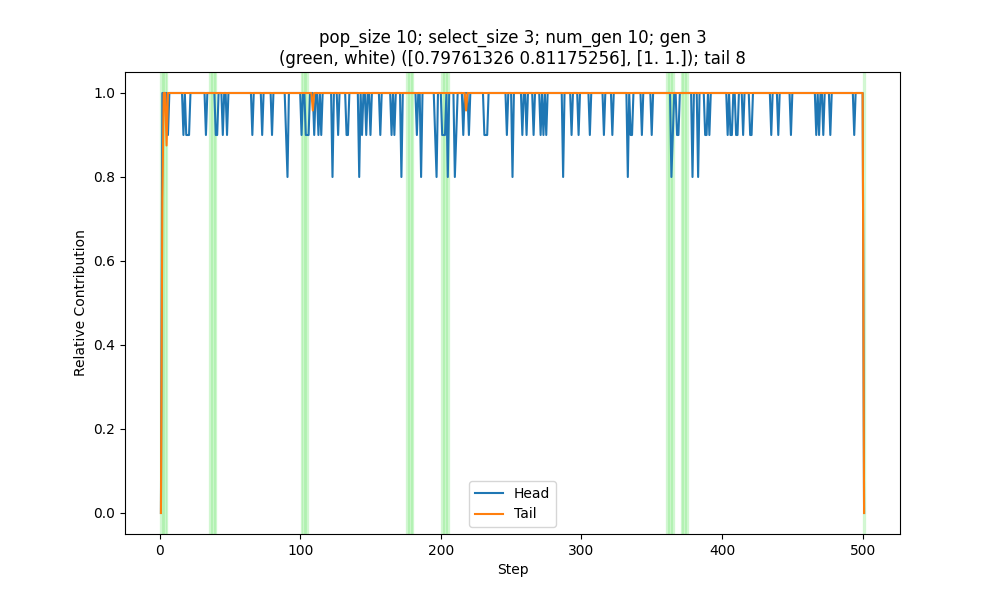 pop_size 10; select_size 3; num_gen 10; gen 3
(green, white) ([0.79761326 0.81175256], [1. 1.]); tail 8
1.0
0.8
0.6
0.4
0.2
0.0
Relative Contribution
Head
Tail
0 100 200 300 400 500
Step